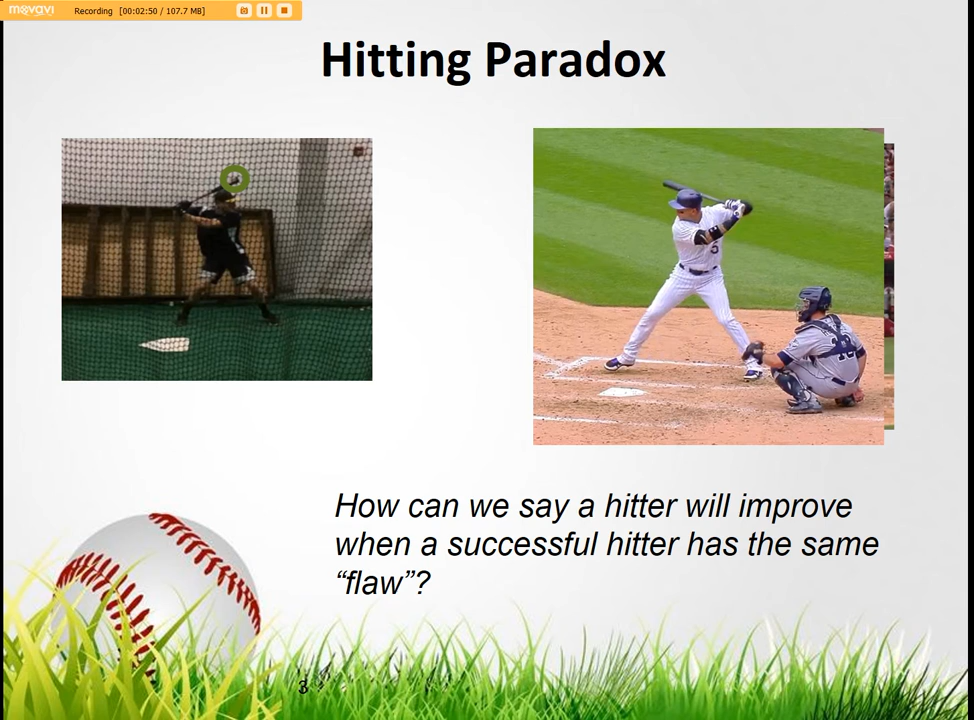 movavi Recording [00:02:50 / 107.7 MB]
Hitting Paradox
5
How can we say a hitter will improve
when a successful hitter has the same
“flaw”?
3